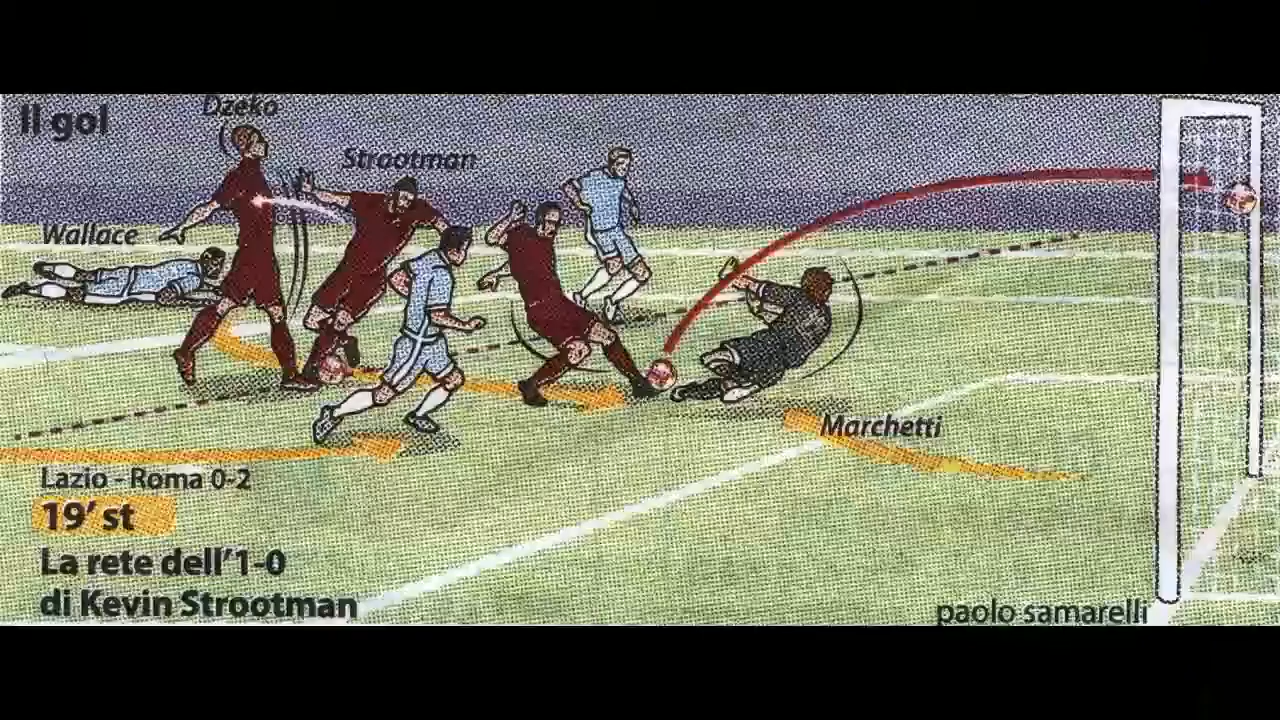 Il gol
Dzeko
Strootman
Wallace
Marchetti
Lazio - Roma 0-2
19' st
La rete dell'1-0
di Kevin Strootman
paolo samarelli